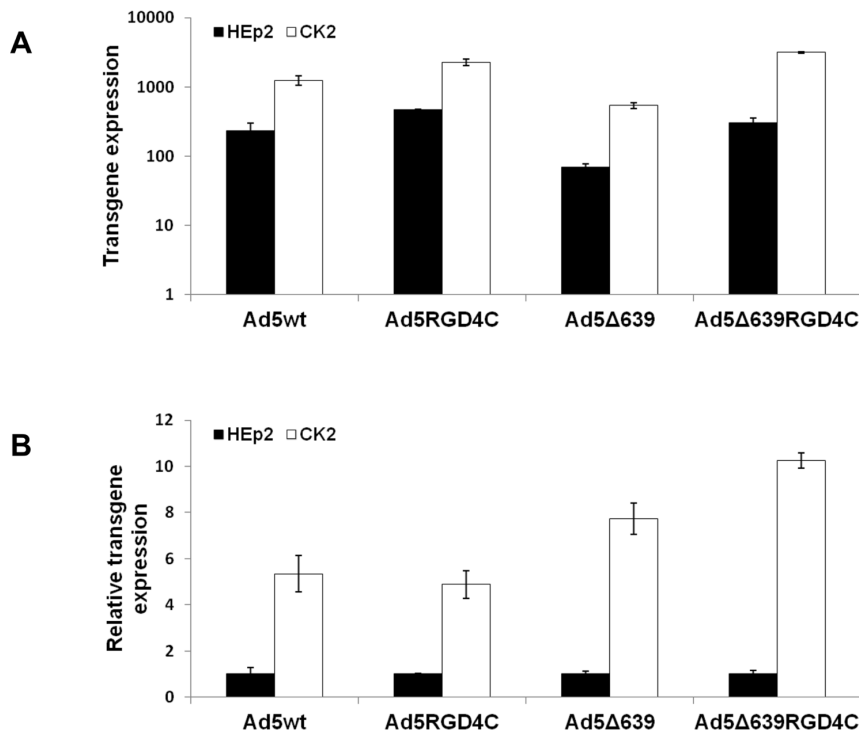 A
Transgene expression
10000
1000
100
10
1
HEp2 CK2
Ad5wt Ad5RGD4C Ad5Δ639 Ad5Δ639RGD4C
B
Relative transgene
expression
12
10
8
6
4
2
0
HEp2 CK2
Ad5wt Ad5RGD4C Ad5Δ639 Ad5Δ639RGD4C